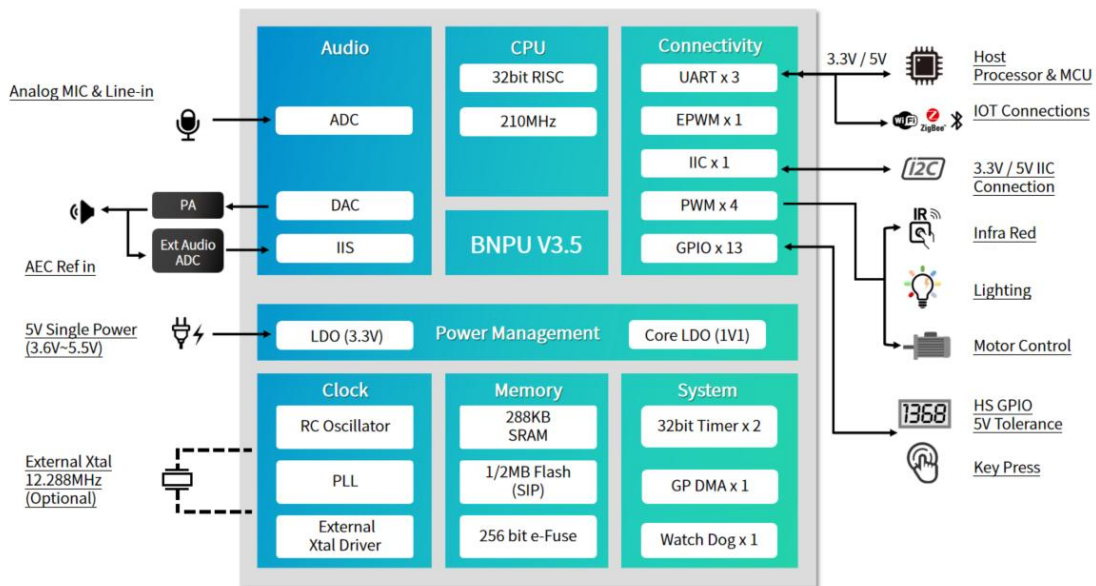 Audio
ADC
DAC
IIS
CPU
32bit RISC
210MHz
BNPU V3.5
Connectivity
UART x 3
EPWM x 1
IIC x 1
PWM x 4
GPIO x 13
Analog MIC & Line-in
PA
Ext Audio
ADC
AEC Ref in
5V Single Power
(3.6V~5.5V)
LDO (3.3V)
Power Management
Core LDO (1V1)
Clock
RC Oscillator
PLL
External
Xtal Driver
Memory
288KB
SRAM
1/2MB Flash
(SIP)
256 bit e-Fuse
System
32bit Timer x 2
GP DMA x 1
Watch Dog x 1
External Xtal
12.288MHz
(Optional)
3.3V / 5V
Host
Processor & MCU
WiFi
ZigBee
IOT Connections
I2C
3.3V / 5V IIC
Connection
IR
Infra Red
Lighting
Motor Control
1368
HS GPIO
5V Tolerance
Key Press